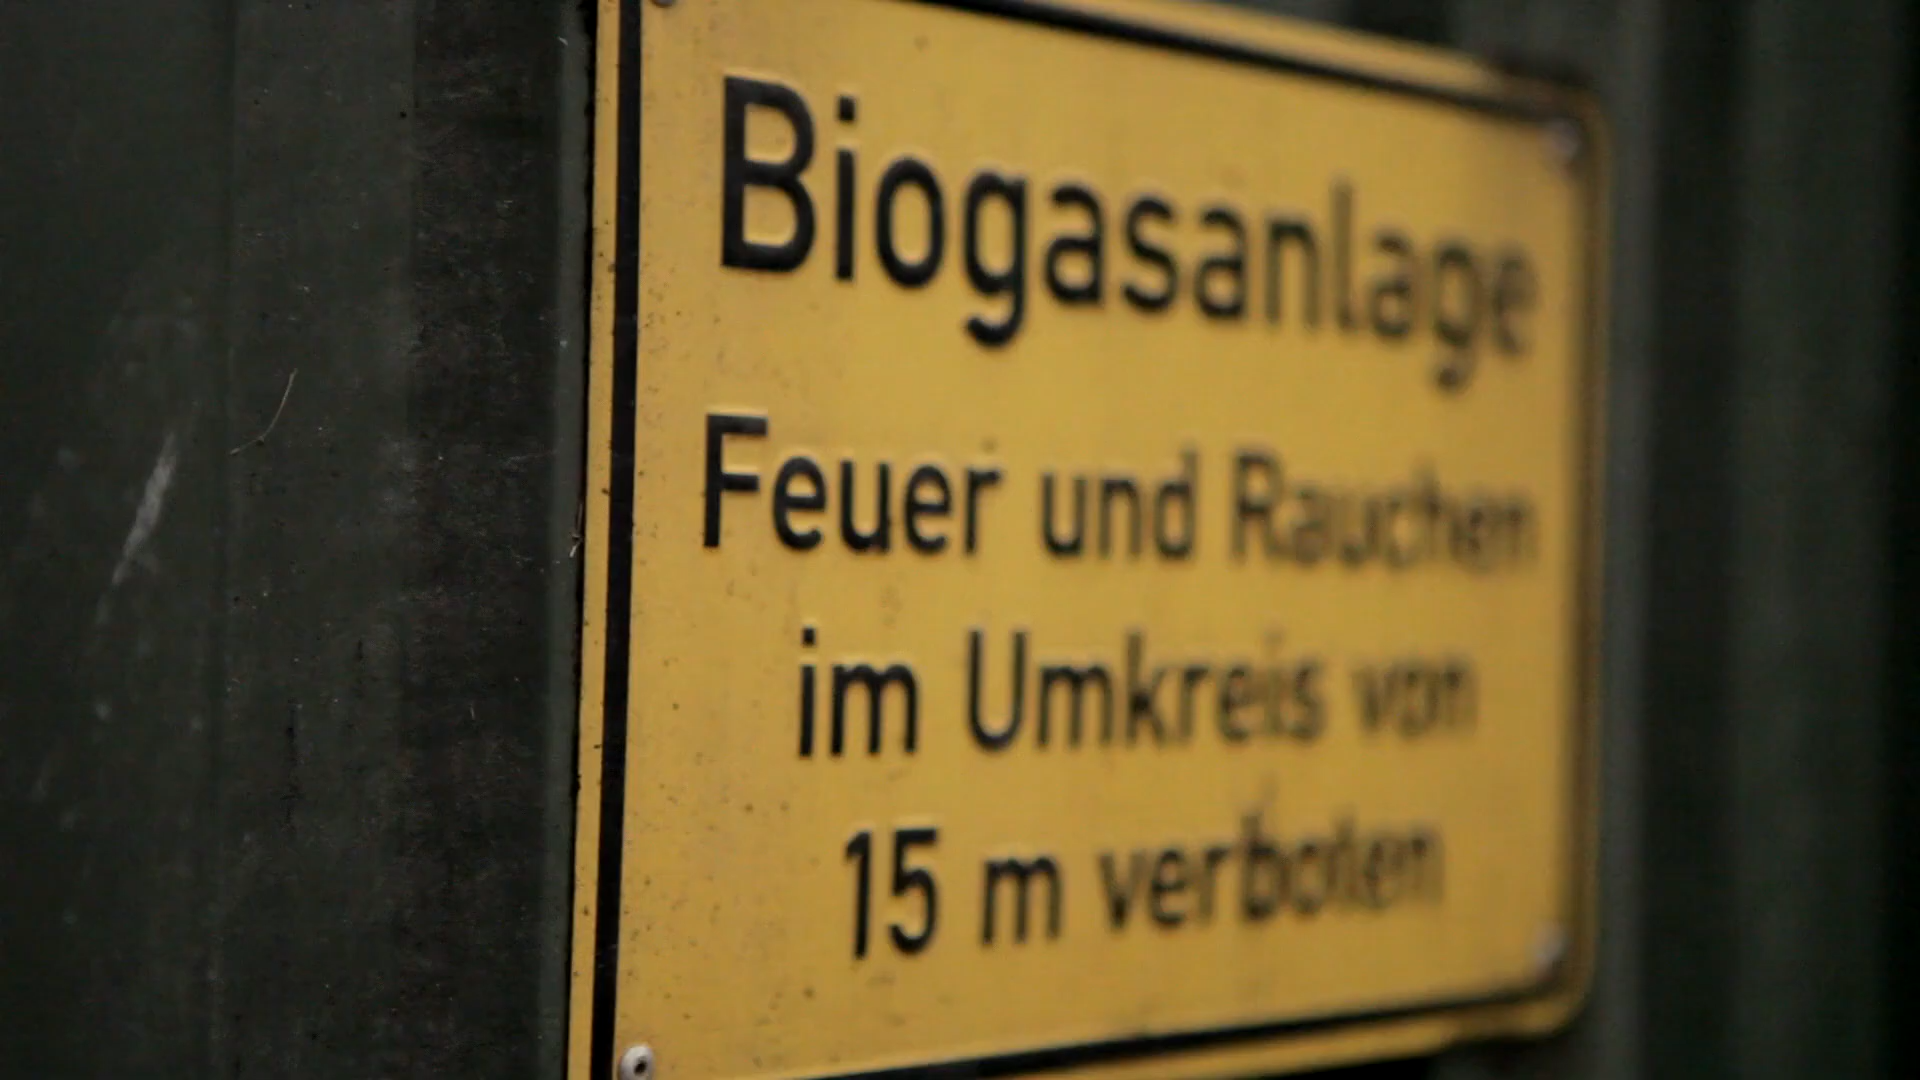 Biogasanlage
Feuer und Rauchen
im Umkreis von
15 m verboten